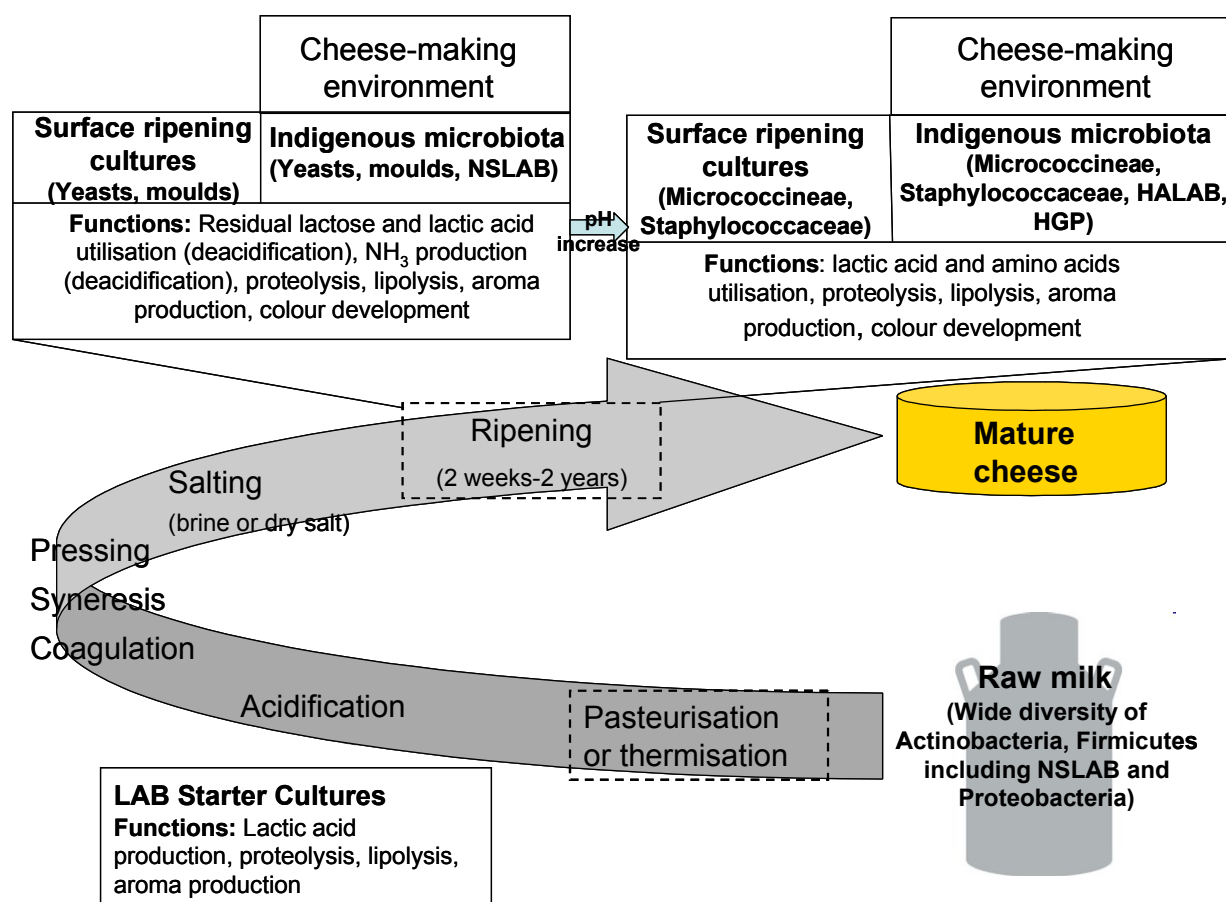 Cheese-making
environment
Surface ripening
cultures
(Yeasts, moulds)
Indigenous microbiota
(Yeasts, moulds, NSLAB)
Functions: Residual lactose and lactic acid
utilisation (deacidification), NH3 production
(deacidification), proteolysis, lipolysis, aroma
production, colour development
pH
increase
Cheese-making
environment
Surface ripening
cultures
(Micrococcineae,
Staphylococcaceae)
Indigenous microbiota
(Micrococcineae,
Staphylococcaceae, HALAB,
HGP)
Functions: lactic acid and amino acids
utilisation, proteolysis, lipolysis, aroma
production, colour development
Ripening
(2 weeks-2 years)
Mature
cheese
Salting
(brine or dry salt)
Pressing
Syneresis
Coagulation
Acidification
Pasteurisation
or thermisation
Raw milk
(Wide diversity of
Actinobacteria, Firmicutes
including NSLAB and
Proteobacteria)
LAB Starter Cultures
Functions: Lactic acid
production, proteolysis, lipolysis,
aroma production